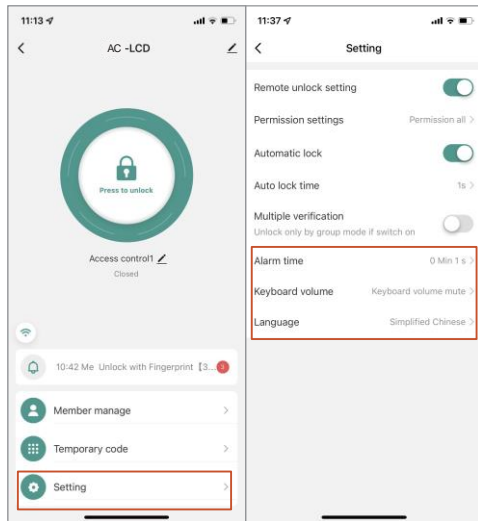 11:13
AC -LCD
Press to unlock
Access control1
Closed
10:42 Me Unlock with Fingerprint【3...
3
Member manage
Temporary code
Setting
11:37
Setting
Remote unlock setting
Permission settings Permission all
Automatic lock
Auto lock time 1s
Multiple verification
Unlock only by group mode if switch on
Alarm time 0 Min 1 s
Keyboard volume Keyboard volume mute
Language Simplified Chinese